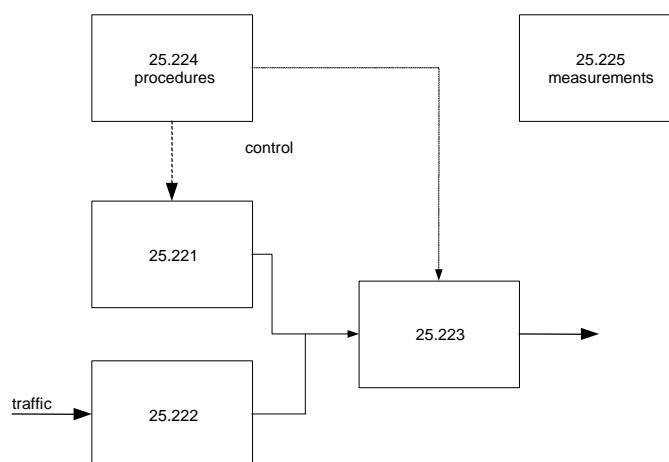 25.224
procedures
25.225
measurements
control
25.221
25.223
traffic
25.222